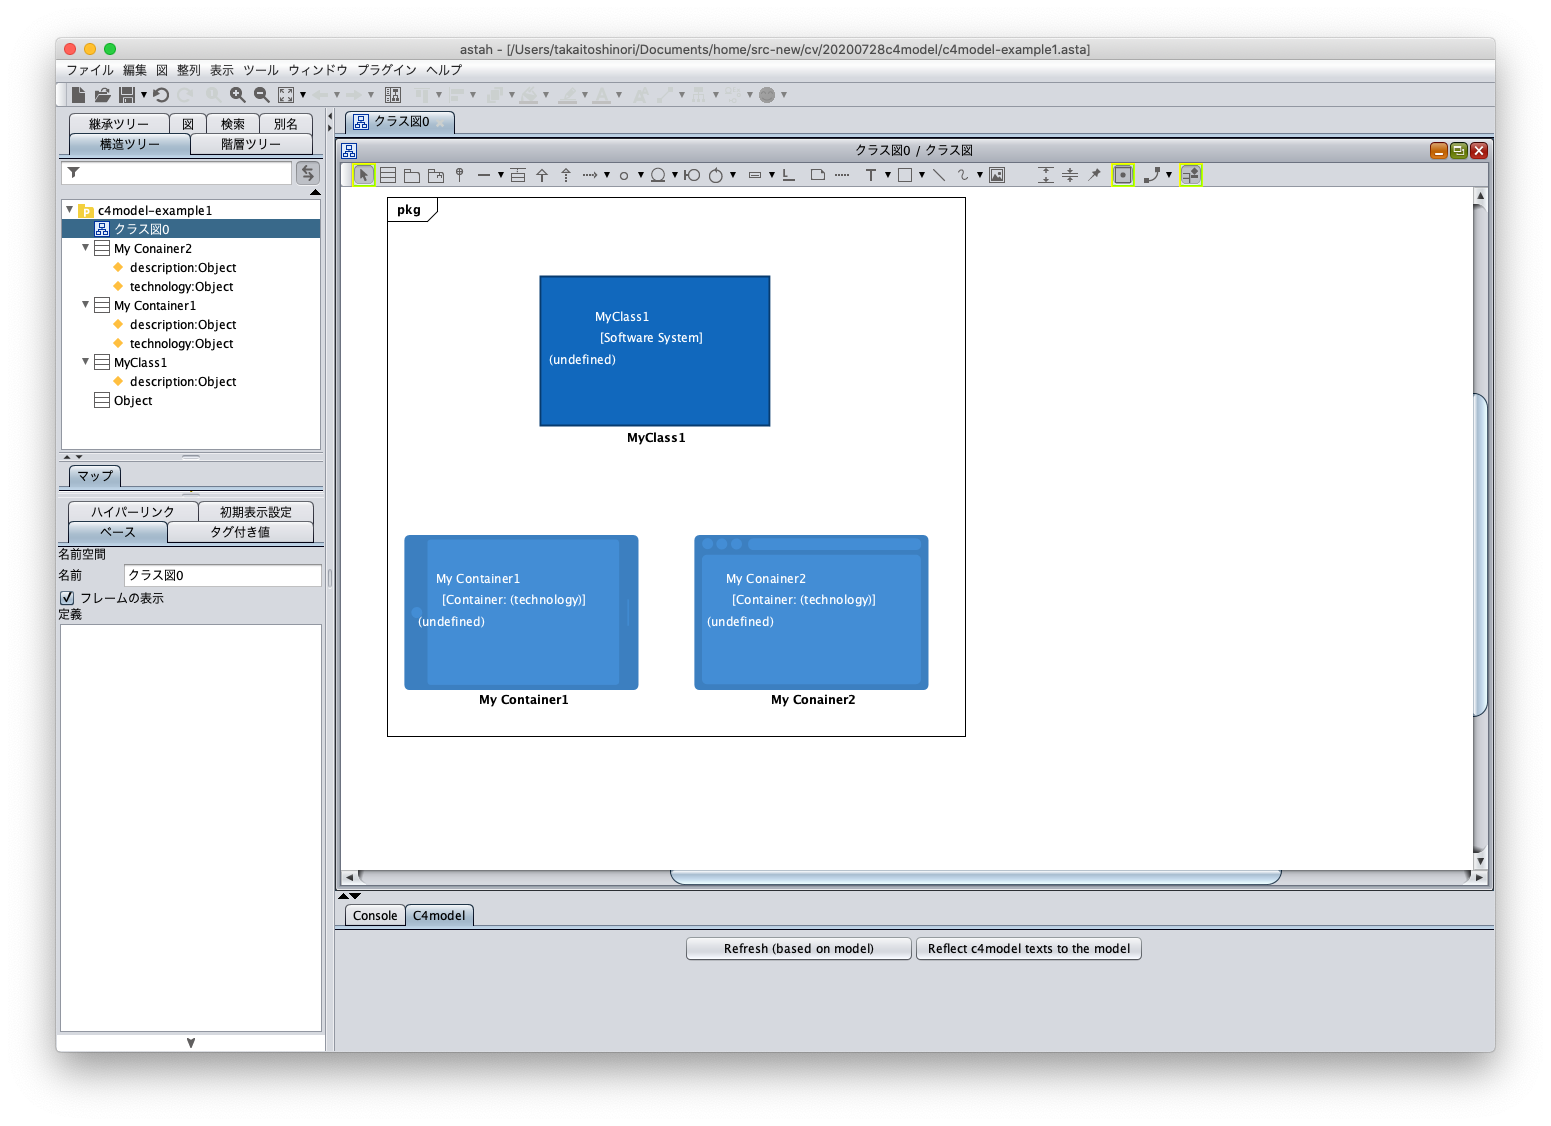 astah - [/Users/takaitoshinori/Documents/home/src-new/cv/20200728c4model/c4model-example1.asta]
ファイル 編集 図 整列 表示 ツール ウィンドウ プラグイン ヘルプ
継承ツリー 図 検索 別名
構造ツリー 階層ツリー
c4model-example1
クラス図0
My Conainer2
description:Object
technology:Object
My Container1
description:Object
technology:Object
MyClass1
description:Object
Object
マップ
ハイパーリンク 初期表示設定
ベース タグ付き値
名前空間
名前 クラス図0
フレームの表示
定義
クラス図0
クラス図0 / クラス図
pkg
MyClass1
[Software System]
(undefined)
MyClass1
My Container1
[Container: (technology)]
(undefined)
My Container1
My Conainer2
[Container: (technology)]
(undefined)
My Conainer2
Console C4model
Refresh (based on model) Reflect c4model texts to the model